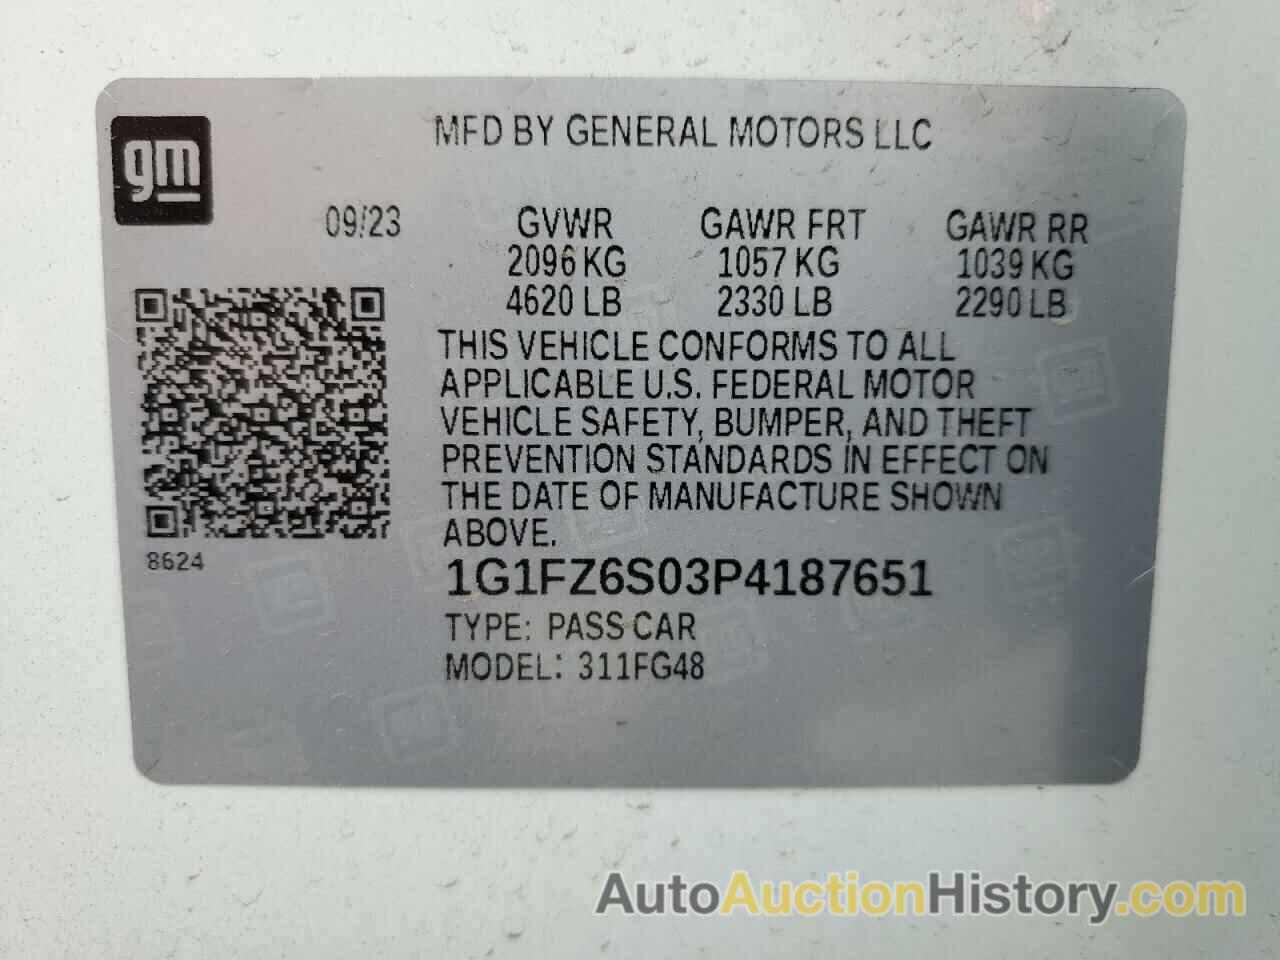 gm
MFD BY GENERAL MOTORS LLC
09/23 GVWR GAWR FRT GAWR RR
2096 KG 1057 KG 1039 KG
4620 LB 2330 LB 2290 LB
THIS VEHICLE CONFORMS TO ALL
APPLICABLE U.S. FEDERAL MOTOR
VEHICLE SAFETY, BUMPER, AND THEFT
PREVENTION STANDARDS IN EFFECT ON
THE DATE OF MANUFACTURE SHOWN
ABOVE.
8624
1G1FZ6S03P4187651
TYPE: PASS CAR
MODEL: 311FG48
AutoAuctionHistory.com